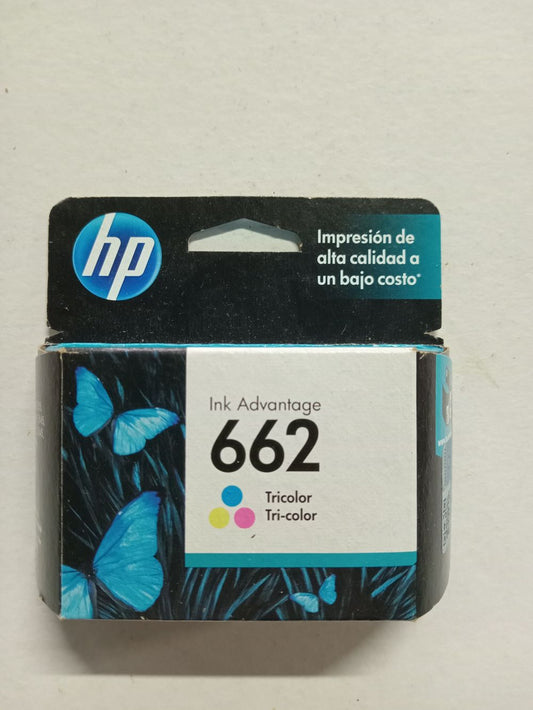 hp
Impresión de
alta calidad a
un bajo costo*
Ink Advantage
662
Tricolor
Tri-color